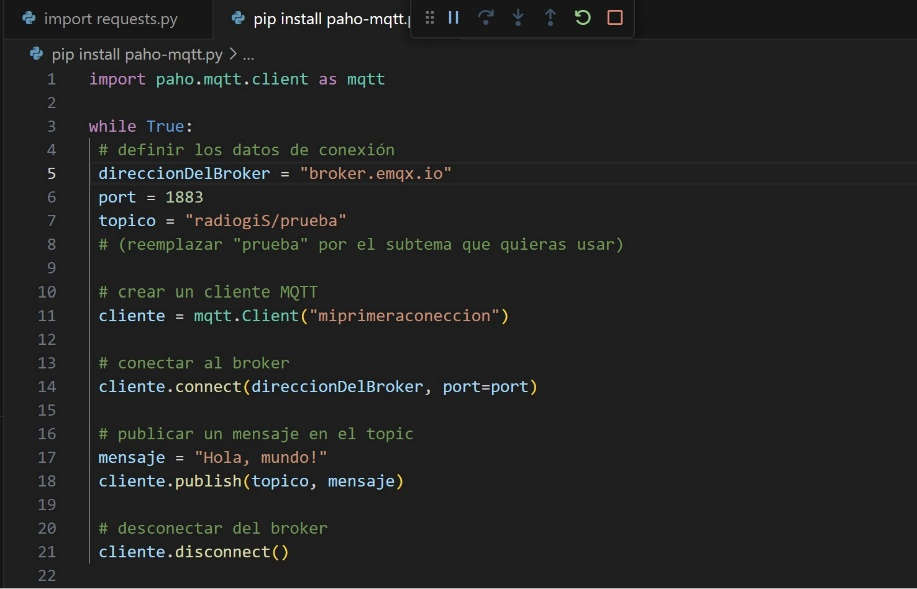 import requests.py
pip install paho-mqtt.p
pip install paho-mqtt.py > ...
1 import paho.mqtt.client as mqtt
2
3 while True:
4 # definir los datos de conexión
5 direccionDelBroker = "broker.emqx.io"
6 port = 1883
7 topico = "radiogiS/prueba"
8 # (reemplazar "prueba" por el subtema que quieras usar)
9
10 # crear un cliente MQTT
11 cliente = mqtt.Client("miprimeraconeccion")
12
13 # conectar al broker
14 cliente.connect(direccionDelBroker, port=port)
15
16 # publicar un mensaje en el topic
17 mensaje = "Hola, mundo!"
18 cliente.publish(topico, mensaje)
19
20 # desconectar del broker
21 cliente.disconnect()
22